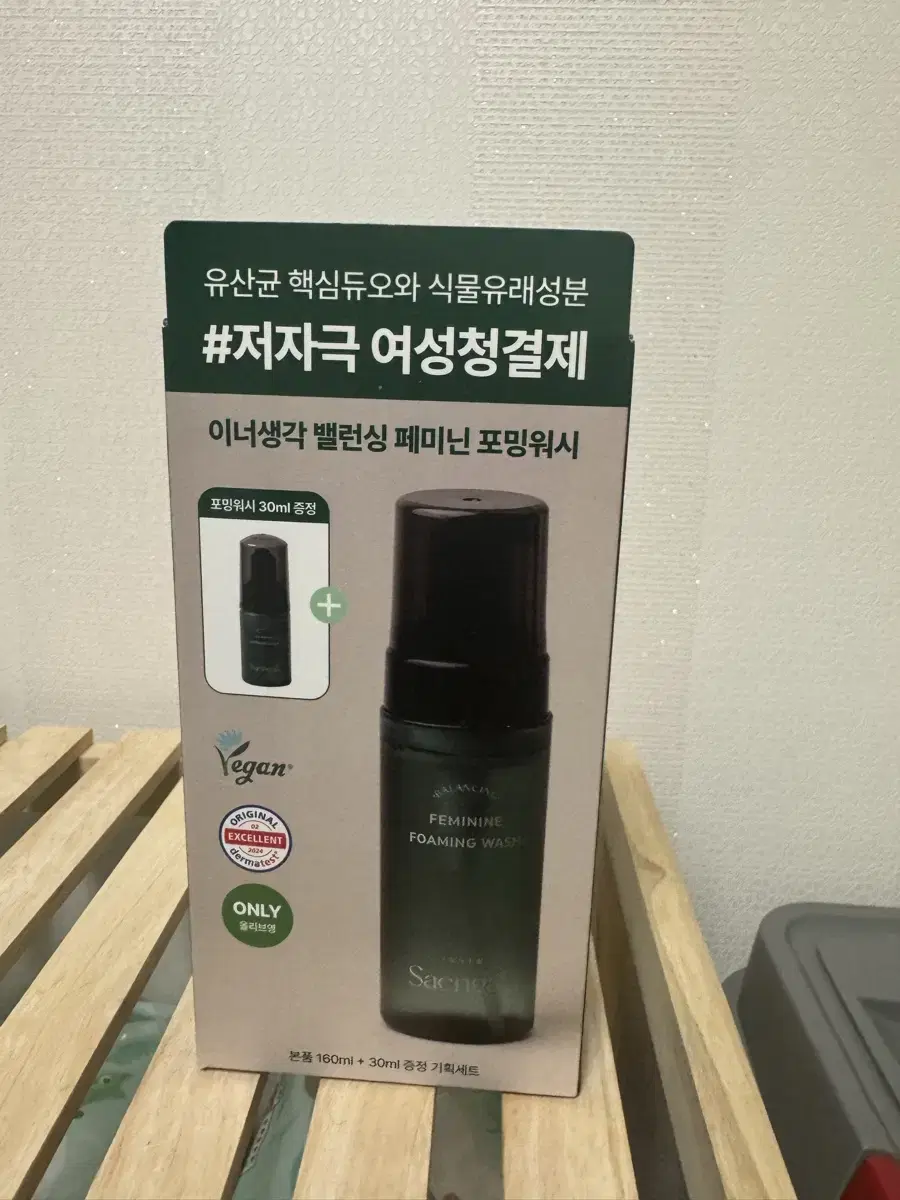 유산균 핵심듀오와 식물유래성분
#저자극 여성청결제
이너생각 밸런싱 페미닌 포밍워시
포밍워시 30ml 증정
+
Vegan
ORIGINAL
02
EXCELLENT
2024
dermatest
ONLY
올리브영
BALANCING
FEMININE
FOAMING WASH
INNER
본품 160ml + 30ml 증정 기획세트